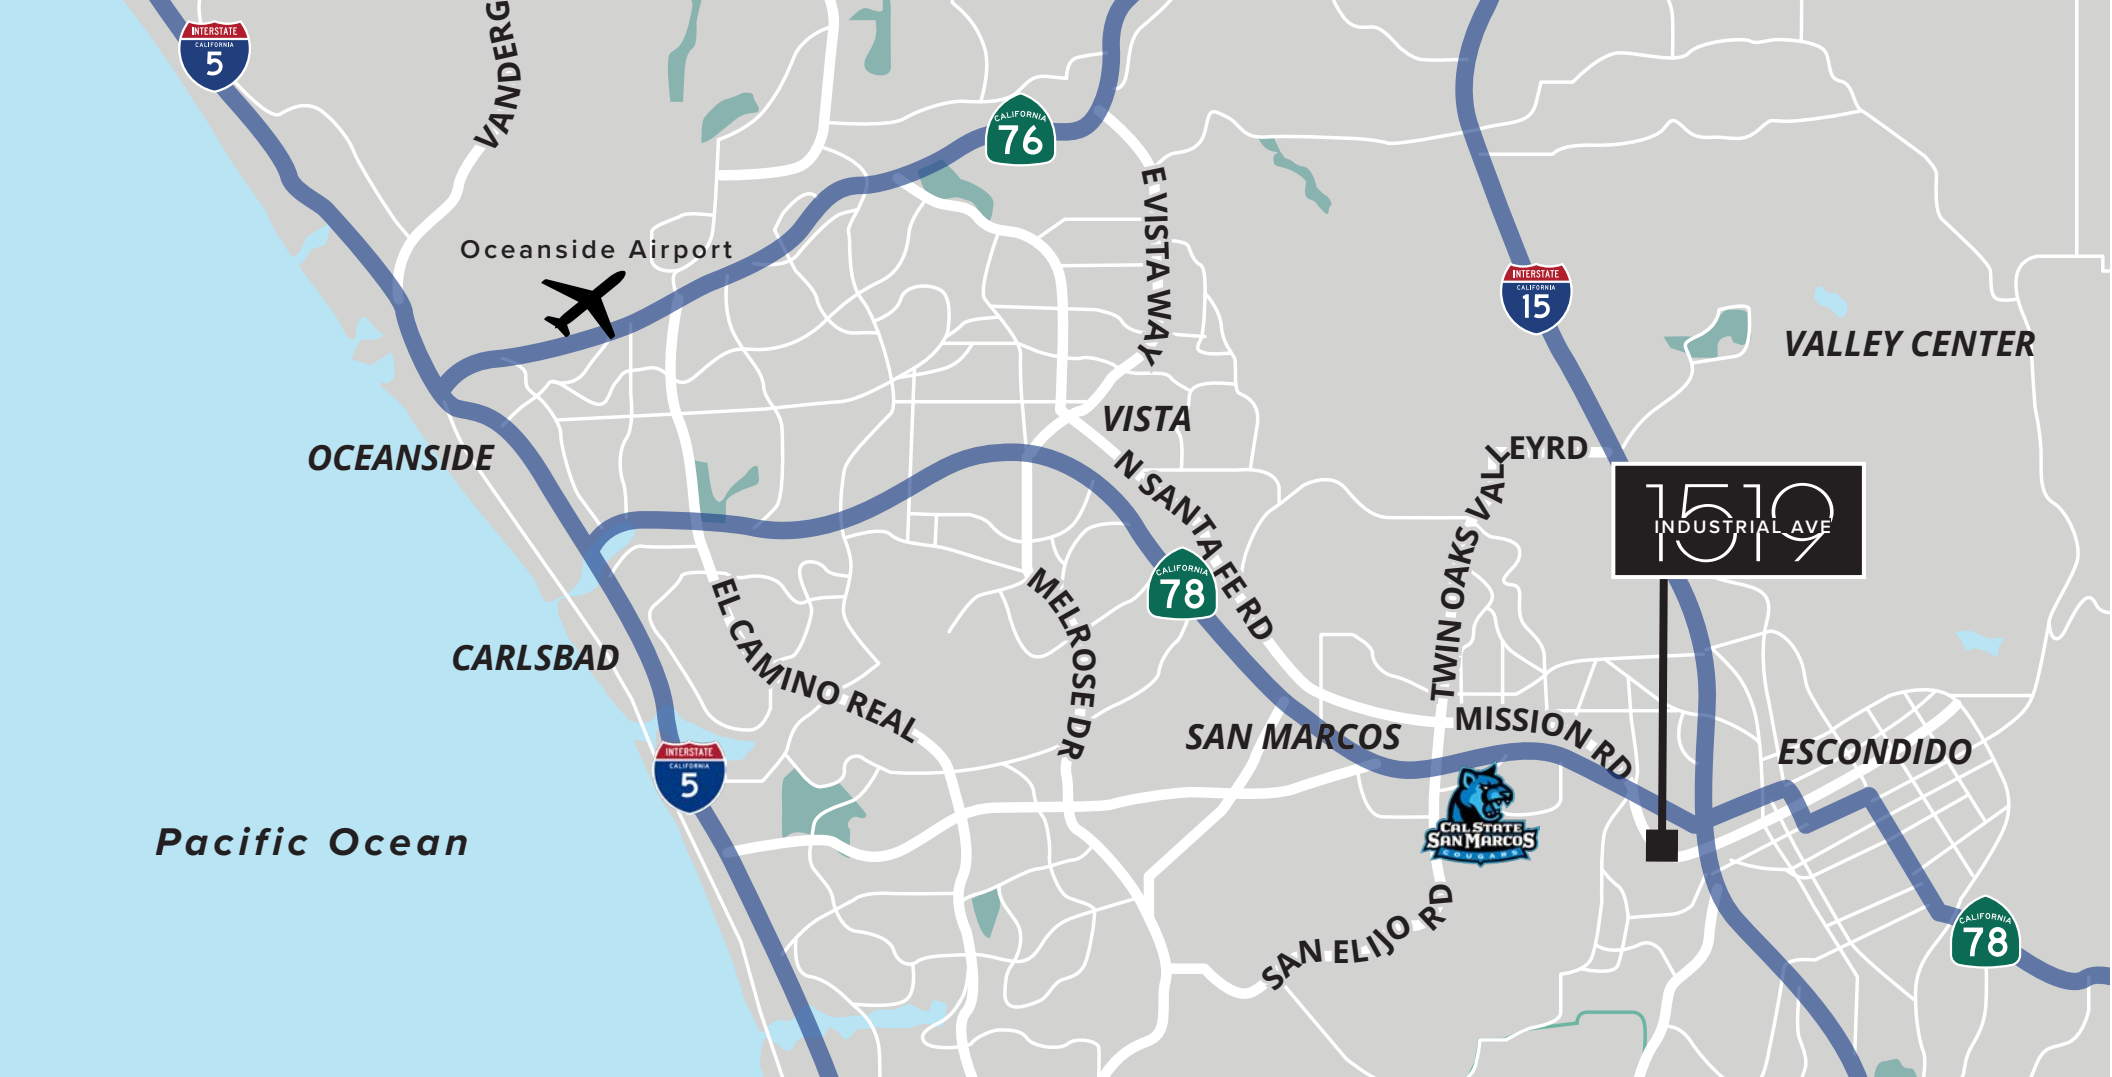 INTERSTATE
CALIFORNIA
5
VANDERG
CALIFORNIA
76
E VISTA WAY
Oceanside Airport
INTERSTATE
CALIFORNIA
15
VALLEY CENTER
VISTA
OCEANSIDE
N SANTA FE RD
TWIN OAKS VALLEYRD
1519
INDUSTRIAL AVE
CALIFORNIA
78
EL CAMINO REAL
MELROSE DR
CARLSBAD
SAN MARCOS
MISSION RD
ESCONDIDO
INTERSTATE
CALIFORNIA
5
Pacific Ocean
CAL STATE
SAN MARCOS
COUGARS
SAN ELIJO RD
CALIFORNIA
78